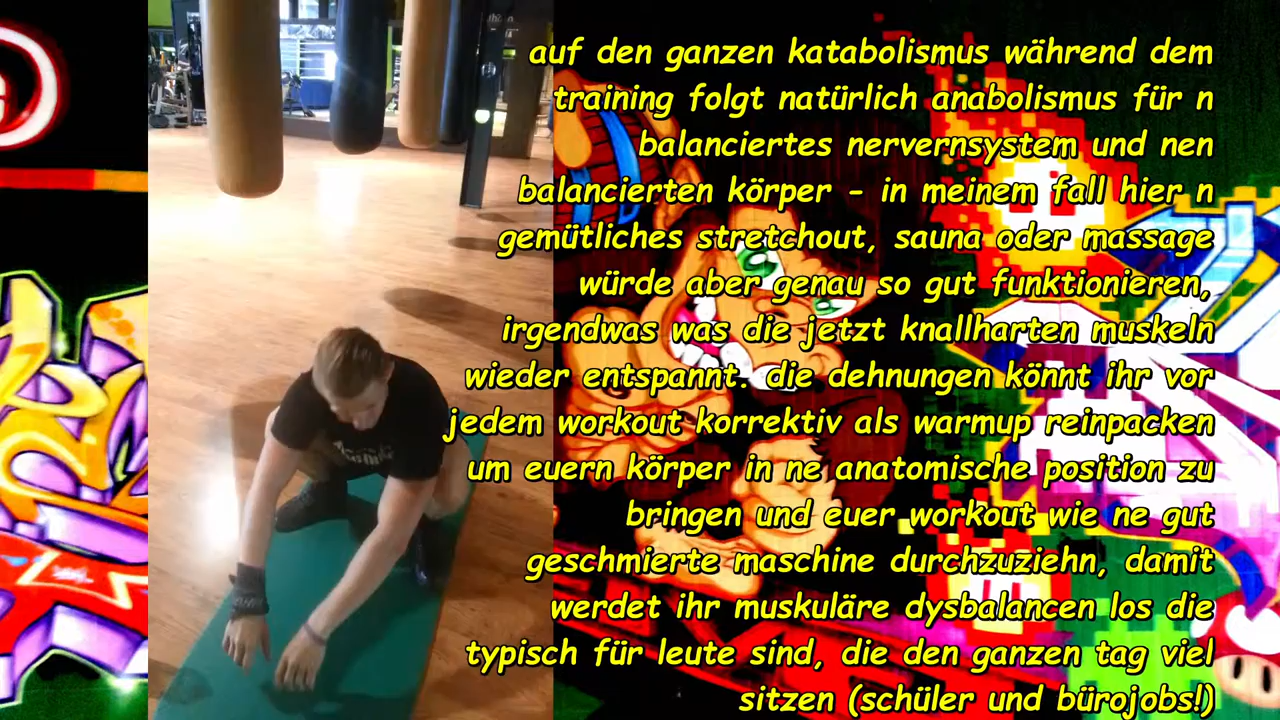 auf den ganzen katabolismus während dem
training folgt natürlich anabolismus für n
balanciertes nervernsystem und nen
balancierten körper - in meinem fall hier n
gemütliches stretchout, sauna oder massage
würde aber genau so gut funktionieren,
irgendwas was die jetzt knallharten muskeln
wieder entspannt. die dehnungen könnt ihr vor
jedem workout korrektiv als warmup reinpacken
um euern körper in ne anatomische position zu
bringen und euer workout wie ne gut
geschmierte maschine durchzuziehn, damit
werdet ihr muskuläre dysbalancen los die
typisch für leute sind, die den ganzen tag viel
sitzen (schüler und bürojobs!)